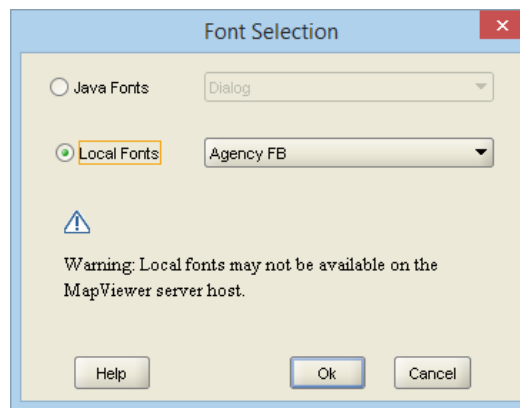 Font Selection
Java Fonts
Dialog
Local Fonts
Agency FB
Warning: Local fonts may not be available on the
MapViewer server host.
Help
Ok
Cancel